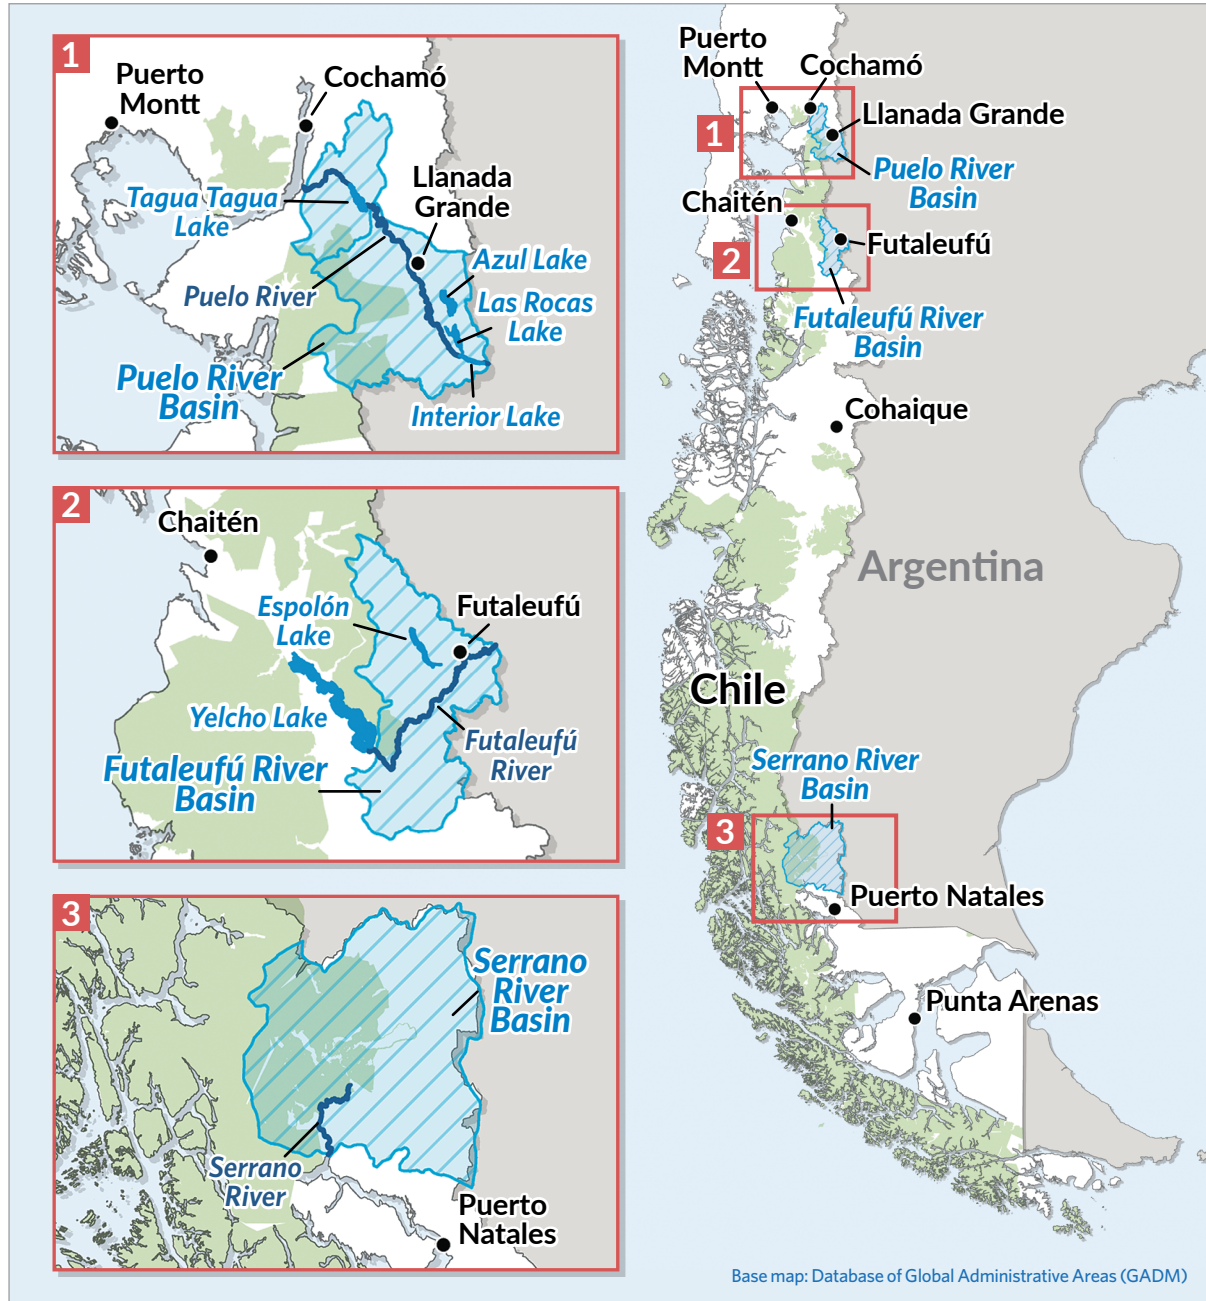 1
Puerto
Montt
Cochamó
Tagua Tagua
Lake
Llanada
Grande
Azul Lake
Puelo River
Las Rocas
Lake
Puelo River
Basin
Interior Lake
2
Chaitén
Espolón
Lake
Futaleufú
Yelcho Lake
Futaleufú
River
Futaleufú River
Basin
3
Serrano
River
Basin
Serrano
River
Puerto
Natales
Puerto
Montt
Cochamó
1
Llanada Grande
Puelo River
Basin
Chaitén
2
Futaleufú
Futaleufú River
Basin
Cohaique
Argentina
Chile
Serrano River
Basin
3
Puerto Natales
Punta Arenas
Base map: Database of Global Administrative Areas (GADM)